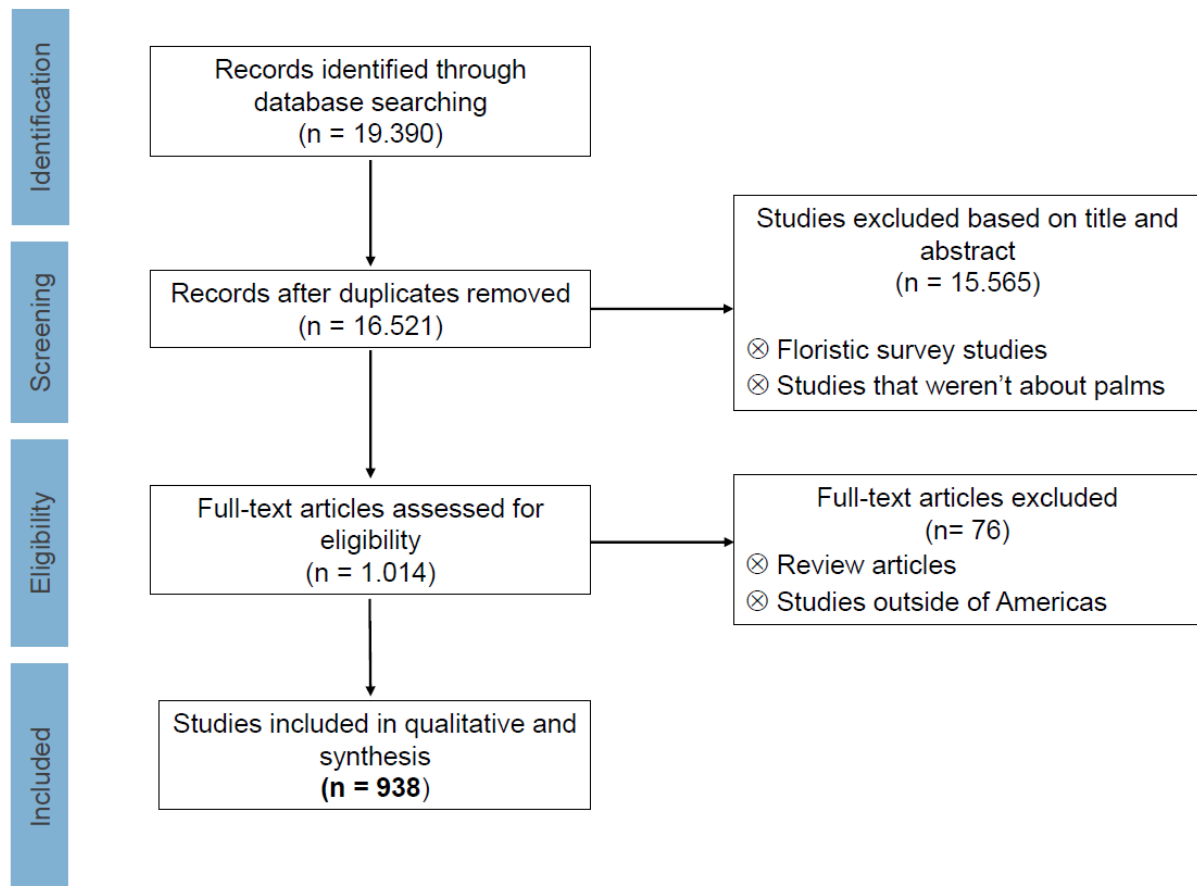 Identification
Records identified through
database searching
(n = 19.390)
Screening
Records after duplicates removed
(n = 16.521)
Studies excluded based on title and
abstract
(n = 15.565)
⊗ Floristic survey studies
⊗ Studies that weren't about palms
Eligibility
Full-text articles assessed for
eligibility
(n = 1.014)
Full-text articles excluded
(n= 76)
⊗ Review articles
⊗ Studies outside of Americas
Included
Studies included in qualitative and
synthesis
(n = 938)